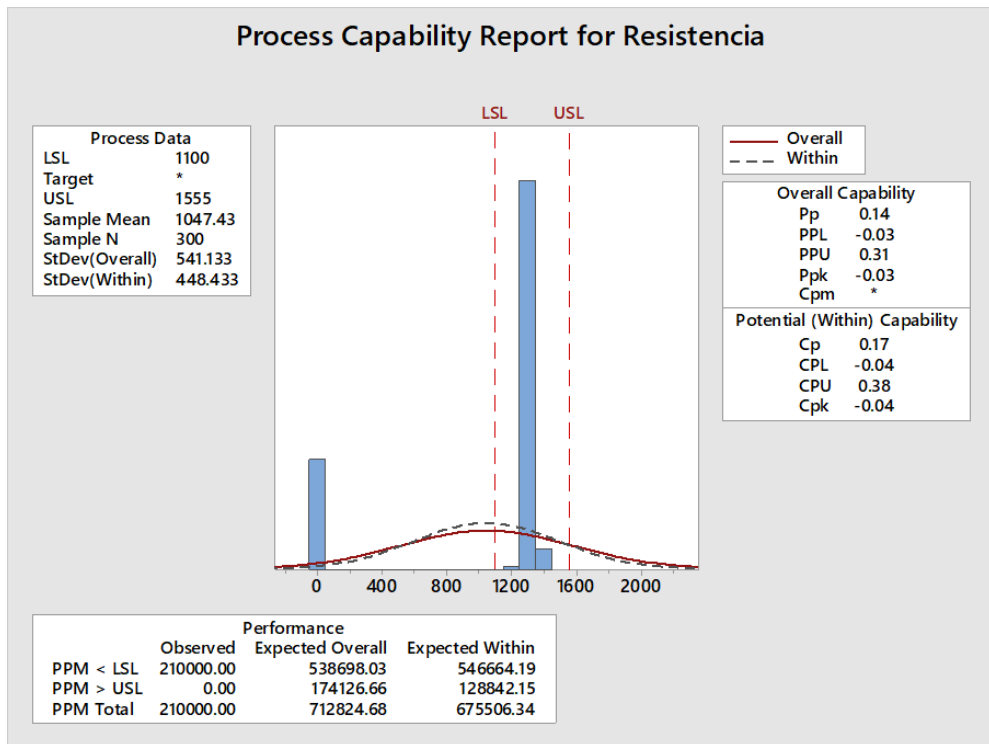 Process Capability Report for Resistencia
LSL USL
Process Data
LSL 1100
Target *
USL 1555
Sample Mean 1047.43
Sample N 300
StDev(Overall) 541.133
StDev(Within) 448.433
Overall
Within
Overall Capability
Pp 0.14
PPL -0.03
PPU 0.31
Ppk -0.03
Cpm *
Potential (Within) Capability
Cp 0.17
CPL -0.04
CPU 0.38
Cpk -0.04
0 400 800 1200 1600 2000
Performance
Observed Expected Overall Expected Within
PPM < LSL 210000.00 538698.03 546664.19
PPM > USL 0.00 174126.66 128842.15
PPM Total 210000.00 712824.68 675506.34